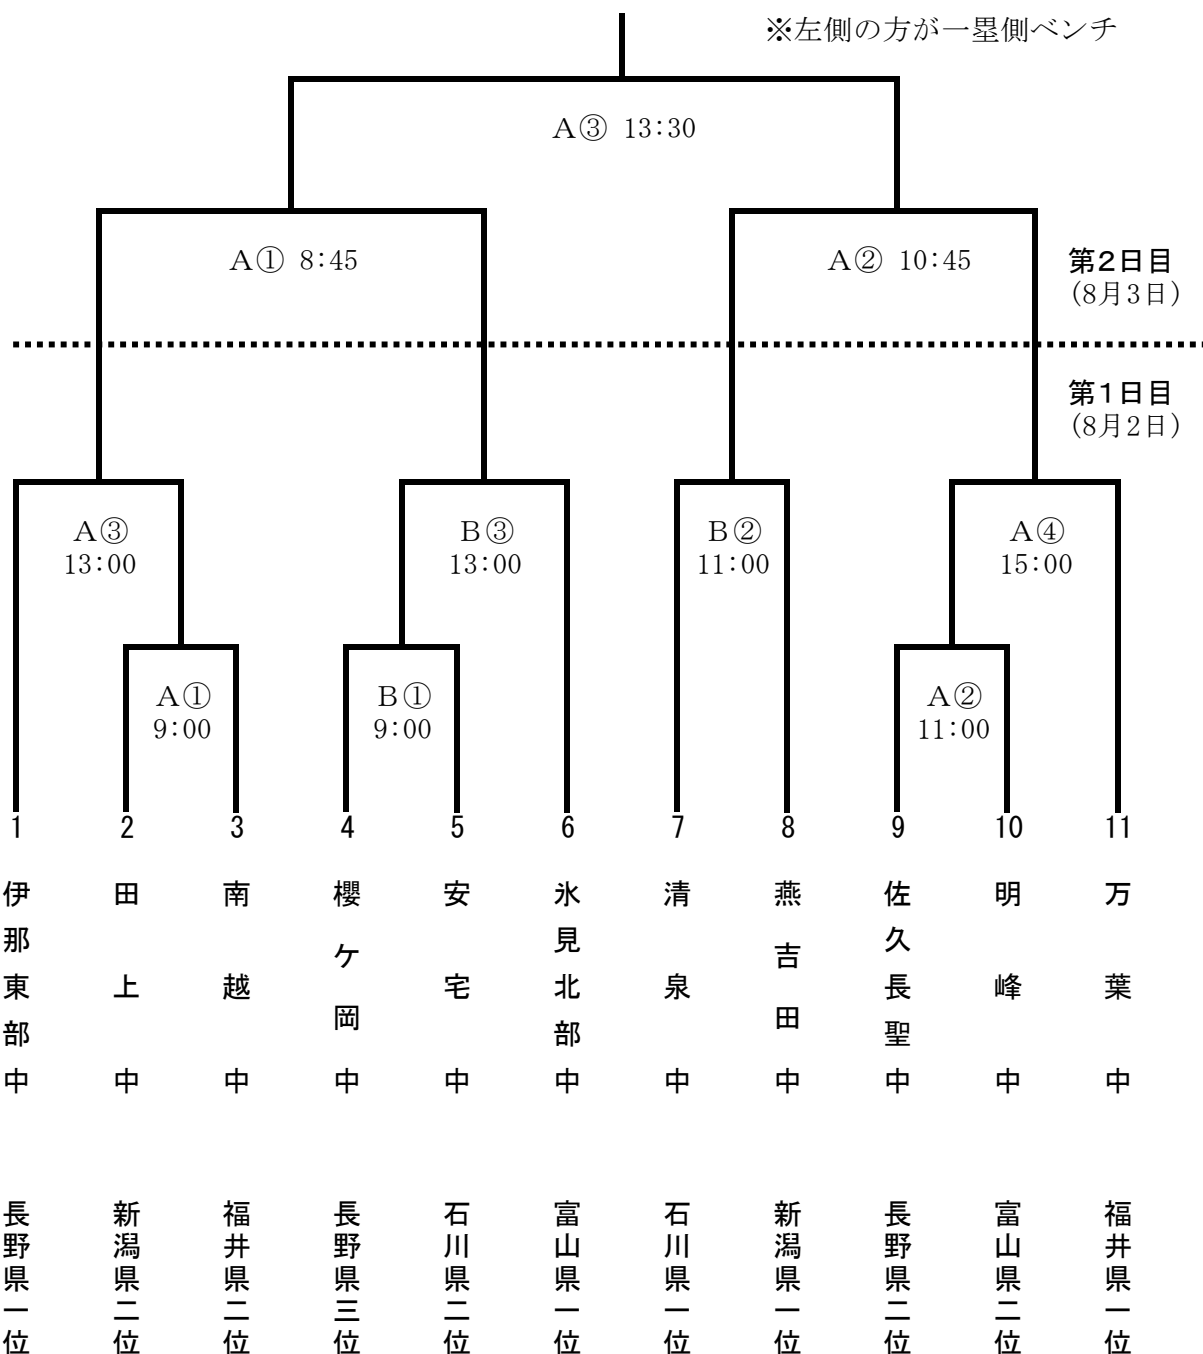 ※左側の方が一塁側ベンチ
A③ 13:30
A① 8:45
A② 10:45
第2日目
(8月3日)
第1日目
(8月2日)
A③
13:00
B③
13:00
B②
11:00
A④
15:00
A①
9:00
B①
9:00
A②
11:00
1
2
3
4
5
6
7
8
9
10
11
伊那東部中
田上中
南越中
櫻ケ岡中
安宅中
氷見北部中
清泉中
燕吉田中
佐久長聖中
明峰中
万葉中
長野県一位
新潟県二位
福井県二位
長野県三位
石川県二位
富山県一位
石川県一位
新潟県一位
長野県二位
富山県二位
福井県一位